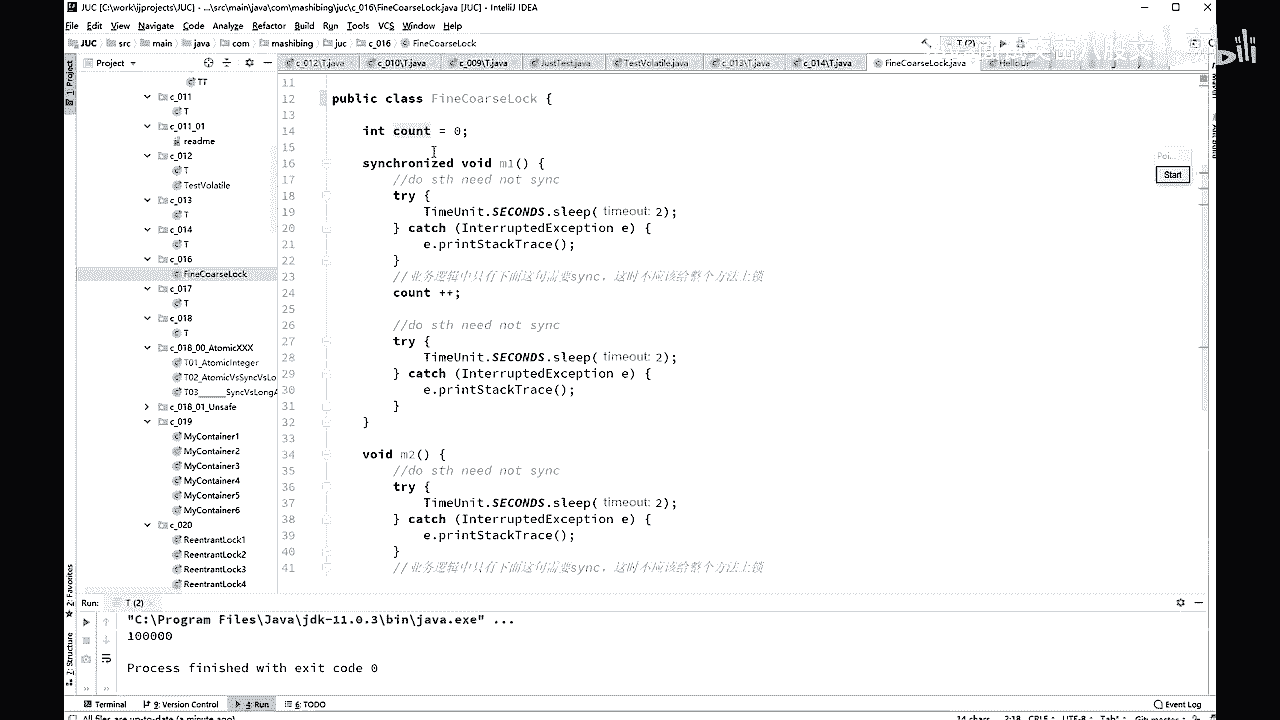 JUC [C:\work\ijprojects\JUC] - ...\src\main\java\com\mashibing\juc\c_016\FineCoarseLock.java [JUC] - IntelliJ IDEA
File Edit View Navigate Code Analyze Refactor Build Run Tools VCS Window Help
JUC src main java com mashibing juc c_016 FineCoarseLock
T (2)
bili
1: Project
Project
c_010\T.java c_009\T.java TestVolatile.java c_013\T.java c_014\T.java FineCoarseLock.java
TT
c_011
T
c_011_01
readme
c_012
T
TestVolatile
c_013
T
c_014
T
c_016
FineCoarseLock
c_017
T
c_018
T
c_018_00_AtomicXXX
T01_AtomicInteger
T02_AtomicVsSyncVsLo
T03______SyncVsLongA
c_018_01_Unsafe
c_019
MyContainer1
MyContainer2
MyContainer3
MyContainer4
MyContainer5
MyContainer6
c_020
ReentrantLock1
ReentrantLock2
ReentrantLock3
ReentrantLock4
11
12 public class FineCoarseLock {
13
14 int count = 0;
15
16 synchronized void m1() {
17 //do sth need not sync
18 try {
19 TimeUnit.SECONDS.sleep( timeout: 2);
20 } catch (InterruptedException e) {
21 e.printStackTrace();
22 }
23 //业务逻辑中只有下面这句需要sync，这时不应该给整个方法上锁
24 count ++;
25
26 //do sth need not sync
27 try {
28 TimeUnit.SECONDS.sleep( timeout: 2);
29 } catch (InterruptedException e) {
30 e.printStackTrace();
31 }
32 }
33
34 void m2() {
35 //do sth need not sync
36 try {
37 TimeUnit.SECONDS.sleep( timeout: 2);
38 } catch (InterruptedException e) {
39 e.printStackTrace();
40 }
41 //业务逻辑中只有下面这句需要sync，这时不应该给整个方法上锁
Poi...
Start
2: Favorites
7: Structure
Run: T (2)
"C:\Program Files\Java\jdk-11.0.3\bin\java.exe" ...
100000
Process finished with exit code 0
Terminal 9: Version Control 4: Run 6: TODO Event Log
All files are up-to-date (a minute ago)